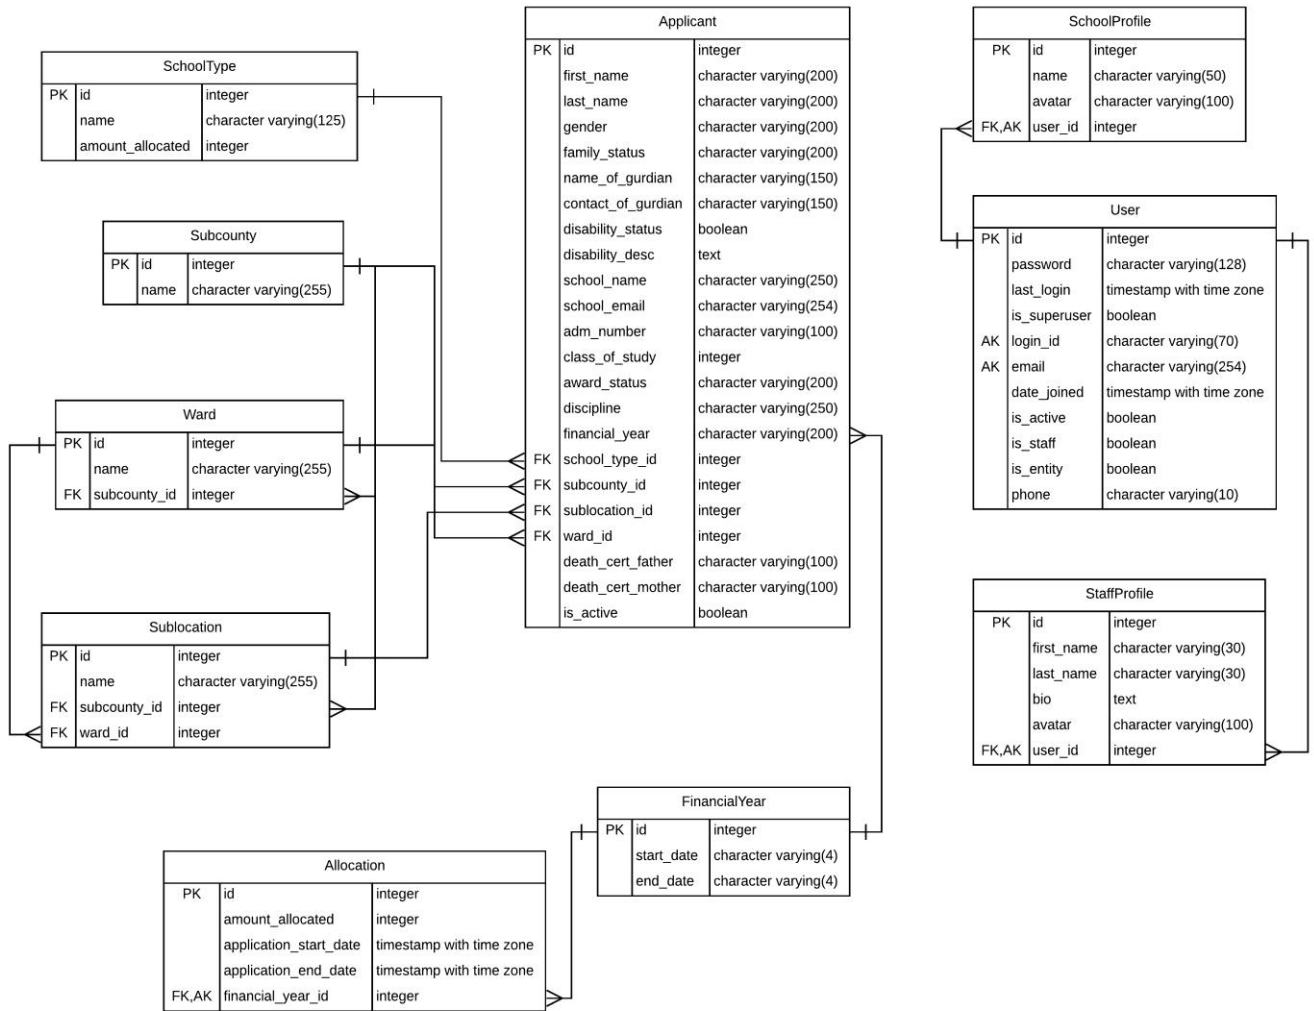 SchoolType
PK id integer
name character varying(125)
amount_allocated integer
Subcounty
PK id integer
name character varying(255)
Ward
PK id integer
name character varying(255)
FK subcounty_id integer
Sublocation
PK id integer
name character varying(255)
FK subcounty_id integer
FK ward_id integer
Applicant
PK id integer
first_name character varying(200)
last_name character varying(200)
gender character varying(200)
family_status character varying(200)
name_of_gurdian character varying(150)
contact_of_gurdian character varying(150)
disability_status boolean
disability_desc text
school_name character varying(250)
school_email character varying(254)
adm_number character varying(100)
class_of_study integer
award_status character varying(200)
discipline character varying(250)
financial_year character varying(200)
FK school_type_id integer
FK subcounty_id integer
FK sublocation_id integer
FK ward_id integer
death_cert_father character varying(100)
death_cert_mother character varying(100)
is_active boolean
SchoolProfile
PK id integer
name character varying(50)
avatar character varying(100)
FK,AK user_id integer
User
PK id integer
password character varying(128)
last_login timestamp with time zone
is_superuser boolean
AK login_id character varying(70)
AK email character varying(254)
date_joined timestamp with time zone
is_active boolean
is_staff boolean
is_entity boolean
phone character varying(10)
StaffProfile
PK id integer
first_name character varying(30)
last_name character varying(30)
bio text
avatar character varying(100)
FK,AK user_id integer
FinancialYear
PK id integer
start_date character varying(4)
end_date character varying(4)
Allocation
PK id integer
amount_allocated integer
application_start_date timestamp with time zone
application_end_date timestamp with time zone
FK,AK financial_year_id integer